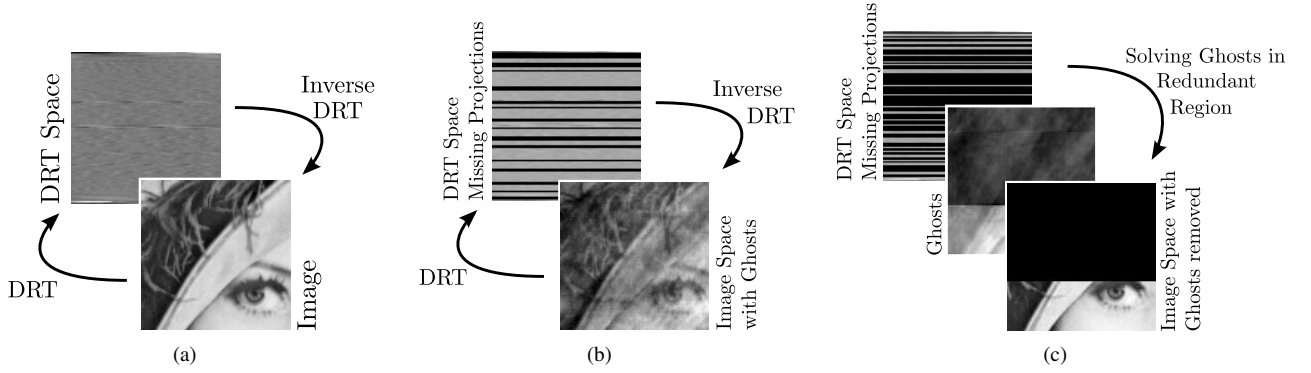 DRT Space
Inverse
DRT
DRT
Image
(a)
DRT Space
Missing Projections
Inverse
DRT
DRT
Image Space
with Ghosts
(b)
DRT Space
Missing Projections
Solving Ghosts in
Redundant
Region
Ghosts
Image Space with
Ghosts removed
(c)